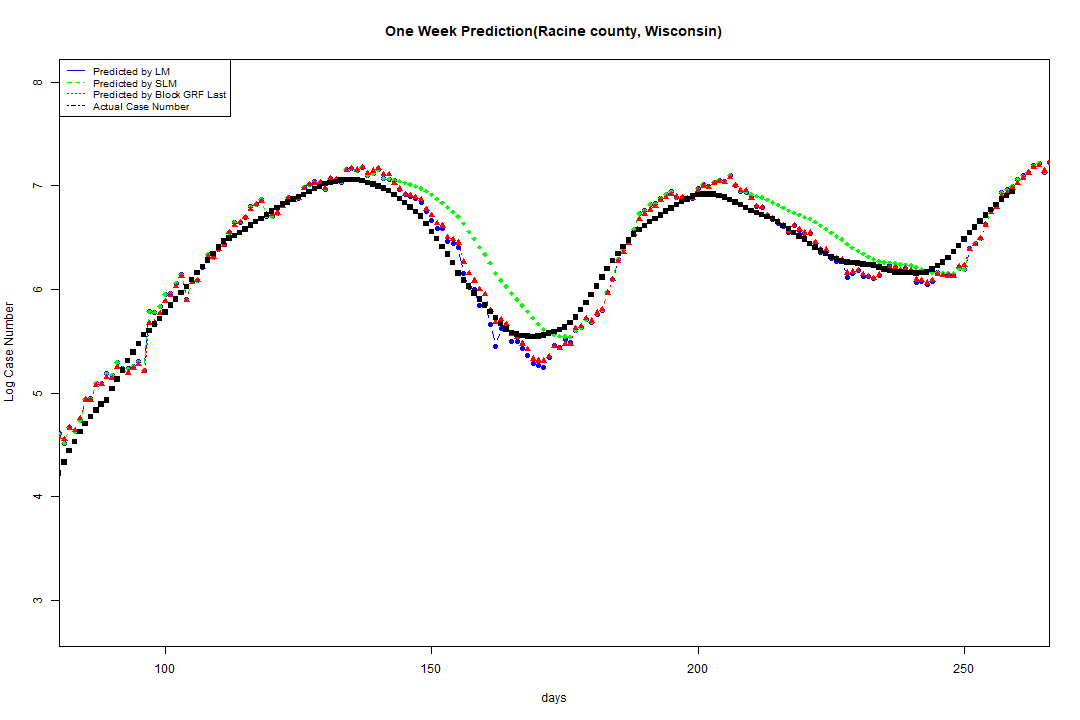 One Week Prediction(Racine county, Wisconsin)
Predicted by LM
Predicted by SLM
Predicted by Block GRF Last
Actual Case Number
8
7
6
5
4
3
Log Case Number
100 150 200 250
days